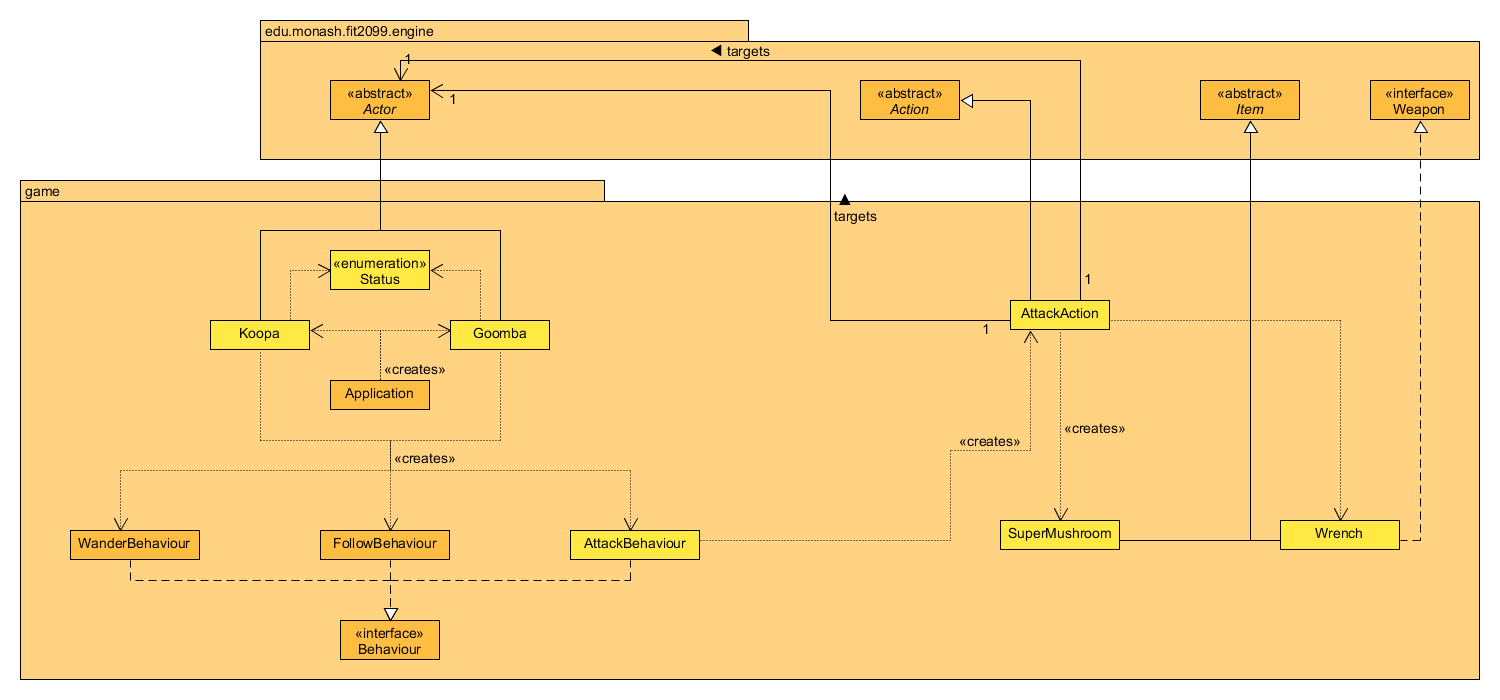 edu.monash.fit2099.engine
◄ targets
1
«abstract»
Actor
1
«abstract»
Action
«abstract»
Item
«interface»
Weapon
game
▲
targets
«enumeration»
Status
1
AttackAction
1
Koopa
Goomba
«creates»
Application
«creates»
«creates»
«creates»
WanderBehaviour
FollowBehaviour
AttackBehaviour
SuperMushroom
Wrench
«interface»
Behaviour